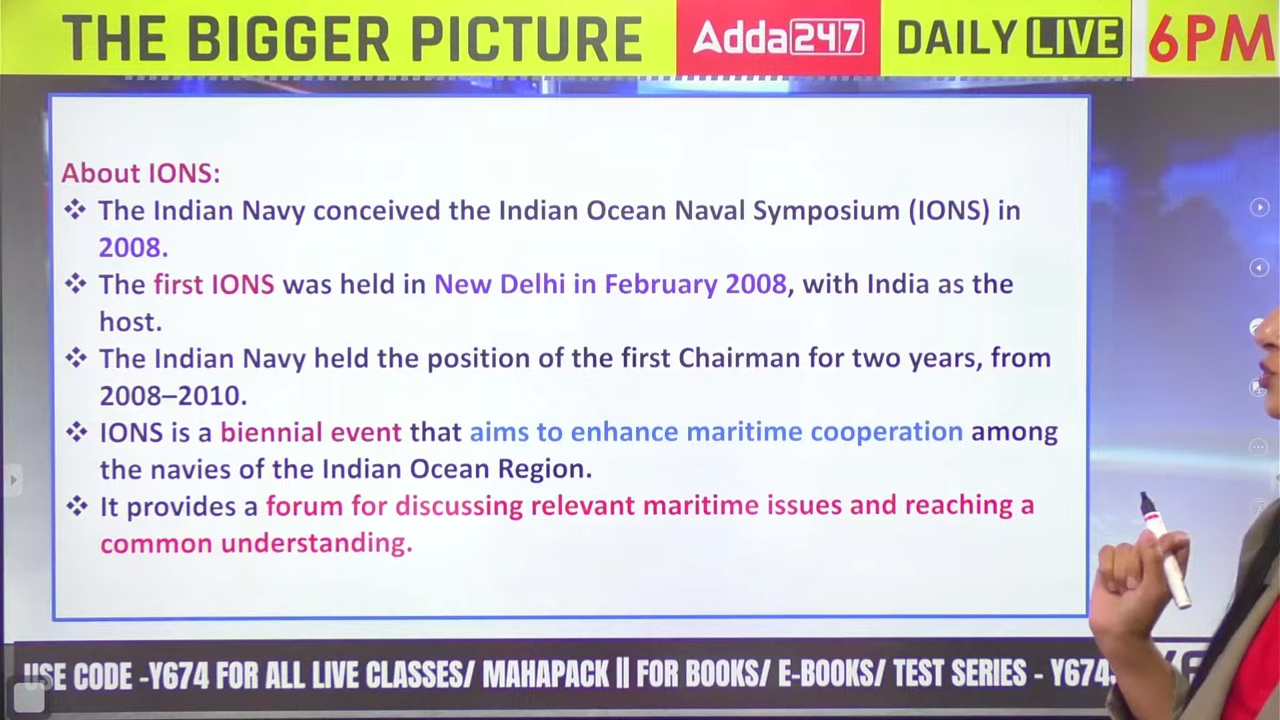 THE BIGGER PICTURE Adda247 DAILY LIVE 6PM
About IONS:
❖ The Indian Navy conceived the Indian Ocean Naval Symposium (IONS) in
2008.
❖ The first IONS was held in New Delhi in February 2008, with India as the
host.
❖ The Indian Navy held the position of the first Chairman for two years, from
2008–2010.
❖ IONS is a biennial event that aims to enhance maritime cooperation among
the navies of the Indian Ocean Region.
❖ It provides a forum for discussing relevant maritime issues and reaching a
common understanding.
USE CODE -Y674 FOR ALL LIVE CLASSES/ MAHAPACK || FOR BOOKS/ E-BOOKS/ TEST SERIES - Y674